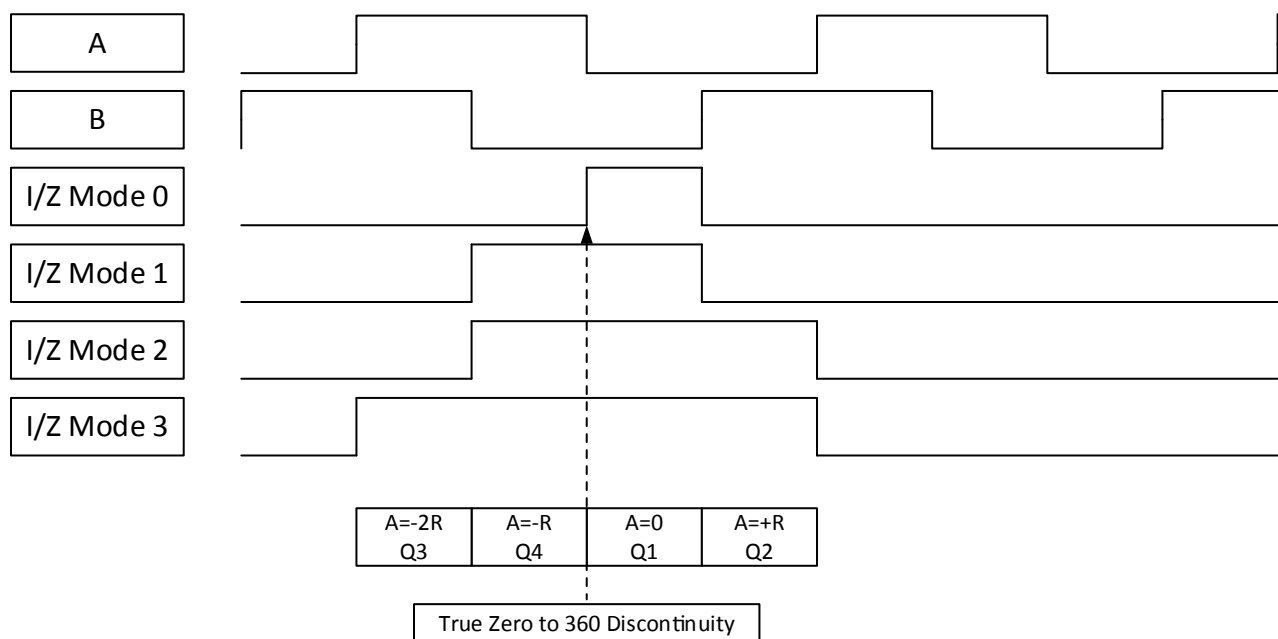 A
B
I/Z Mode 0
I/Z Mode 1
I/Z Mode 2
I/Z Mode 3
A=-2R
Q3
A=-R
Q4
A=0
Q1
A=+R
Q2
True Zero to 360 Discontinuity